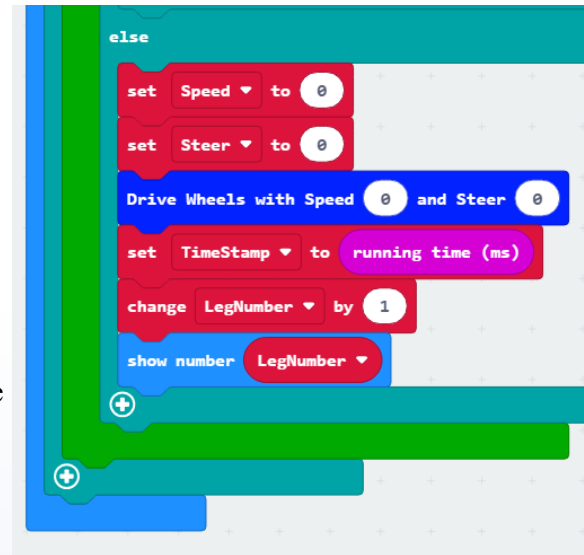 else
set Speed to 0
set Steer to 0
Drive Wheels with Speed 0 and Steer 0
set TimeStamp to running time (ms)
change LegNumber by 1
show number LegNumber
e